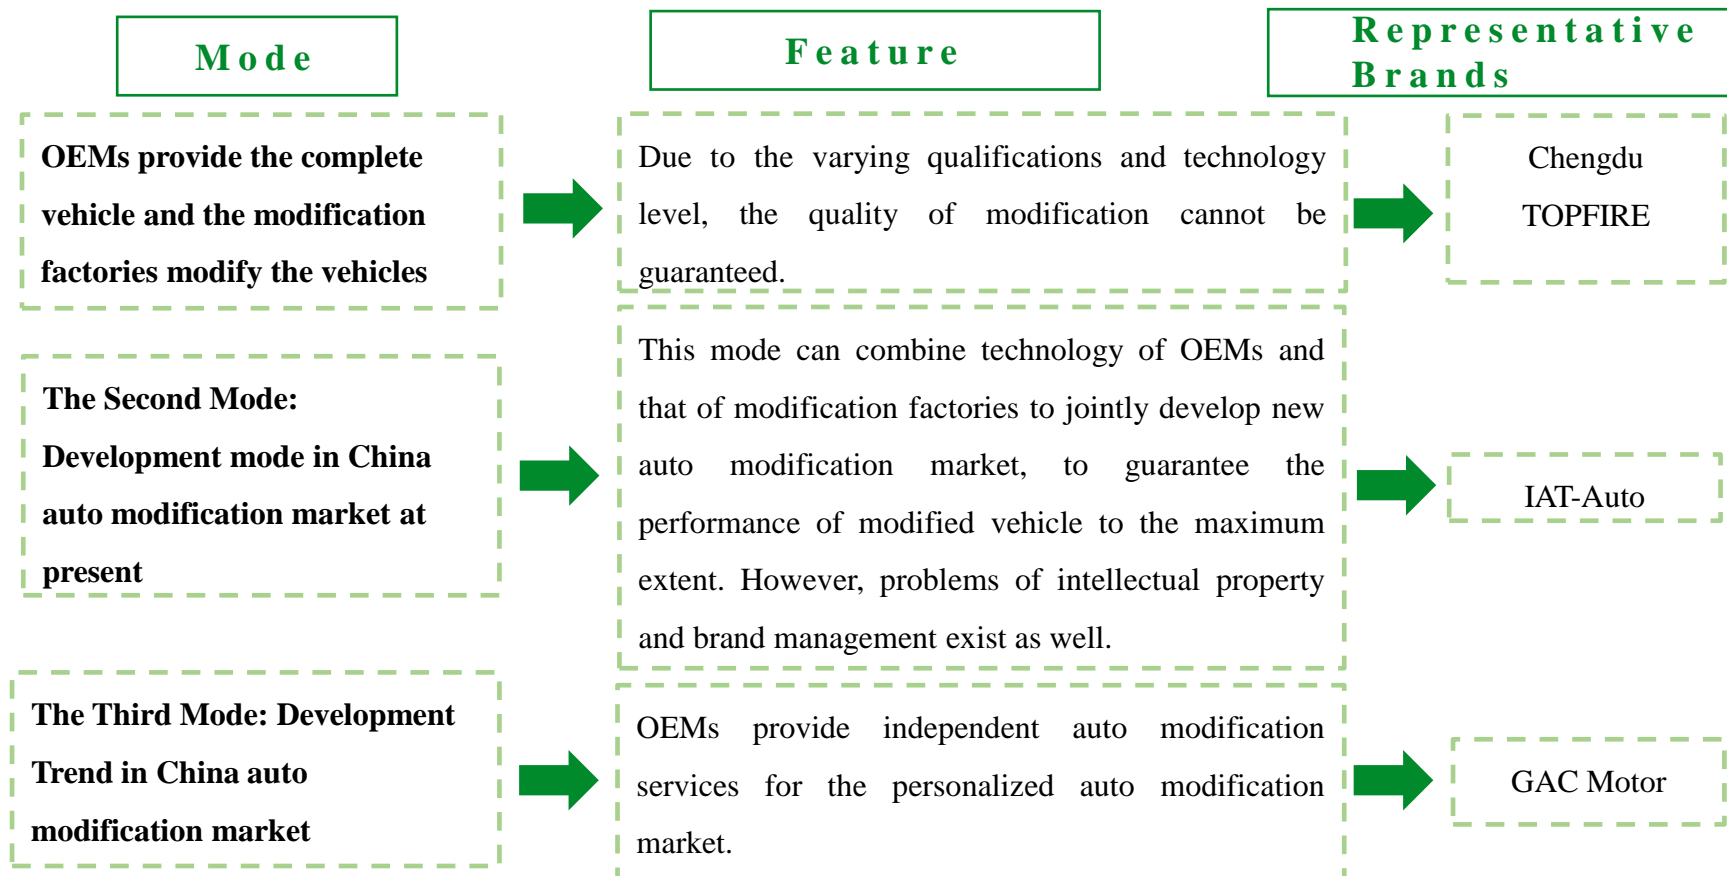 Mode
Feature
Representative
Brands
OEMs provide the complete
vehicle and the modification
factories modify the vehicles
Due to the varying qualifications and technology
level, the quality of modification cannot be
guaranteed.
Chengdu
TOPFIRE
The Second Mode:
Development mode in China
auto modification market at
present
This mode can combine technology of OEMs and
that of modification factories to jointly develop new
auto modification market, to guarantee the
performance of modified vehicle to the maximum
extent. However, problems of intellectual property
and brand management exist as well.
IAT-Auto
The Third Mode: Development
Trend in China auto
modification market
OEMs provide independent auto modification
services for the personalized auto modification
market.
GAC Motor